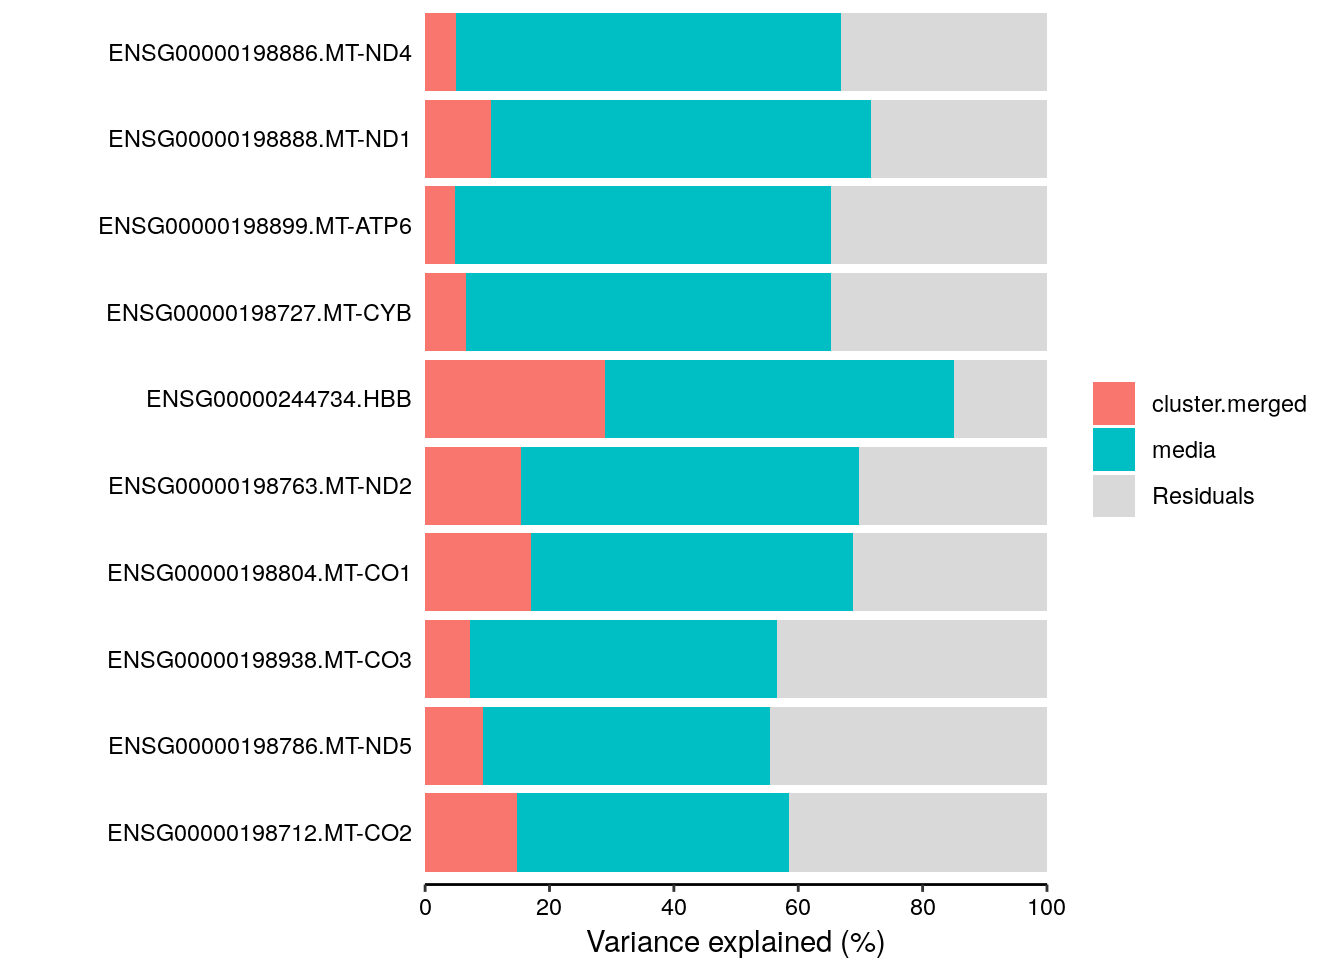 ENSG00000198886.MT-ND4
ENSG00000198888.MT-ND1
ENSG00000198899.MT-ATP6
ENSG00000198727.MT-CYB
ENSG00000244734.HBB
ENSG00000198763.MT-ND2
ENSG00000198804.MT-CO1
ENSG00000198938.MT-CO3
ENSG00000198786.MT-ND5
ENSG00000198712.MT-CO2
0 20 40 60 80 100
Variance explained (%)
cluster.merged
media
Residuals